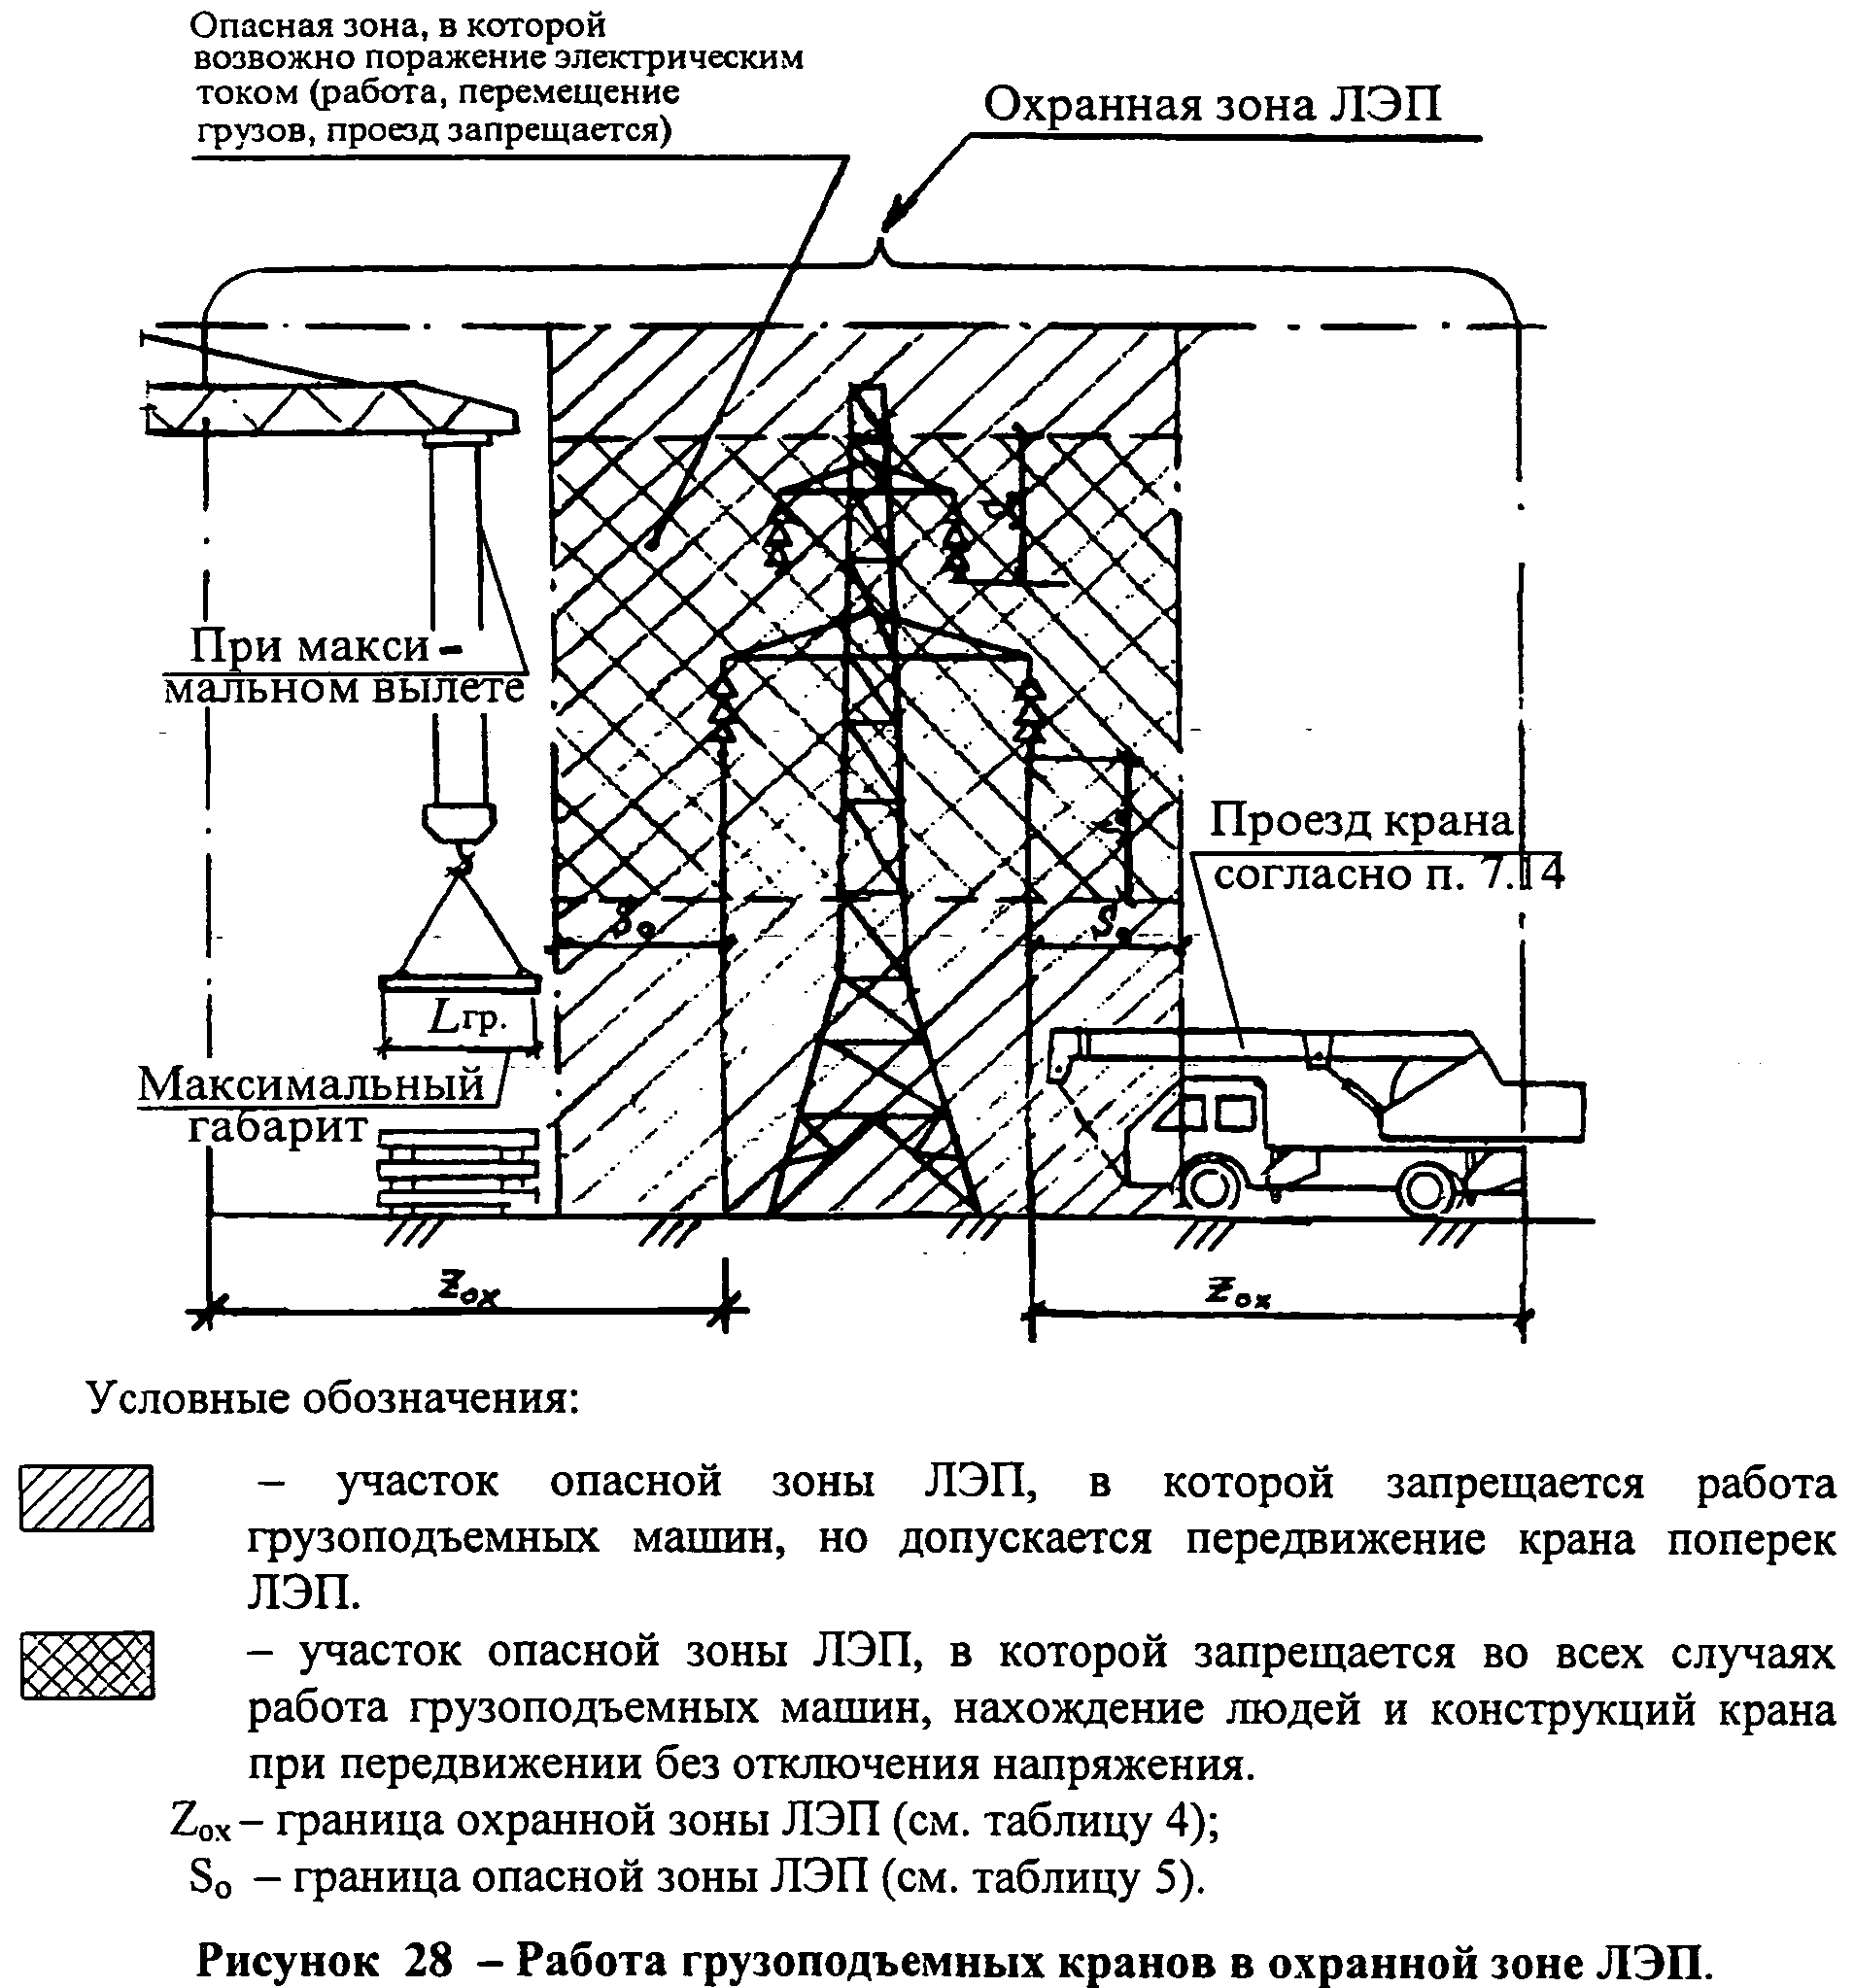 Опасная зона, в которой
возвожно поражение электрическим
током (работа, перемещение
грузов, проезд запрещается)
Охранная зона ЛЭП
При макси-
мальном вылете
Проезд крана
согласно п. 7.14
Sо
Sо
Lгр.
Максимальный
габарит
Zох
Zох
Условные обозначения:
– участок опасной зоны ЛЭП, в которой запрещается работа
грузоподъемных машин, но допускается передвижение крана поперек
ЛЭП.
– участок опасной зоны ЛЭП, в которой запрещается во всех случаях
работа грузоподъемных машин, нахождение людей и конструкций крана
при передвижении без отключения напряжения.
Zох – граница охранной зоны ЛЭП (см. таблицу 4);
Sо – граница опасной зоны ЛЭП (см. таблицу 5).
Рисунок 28 – Работа грузоподъемных кранов в охранной зоне ЛЭП.